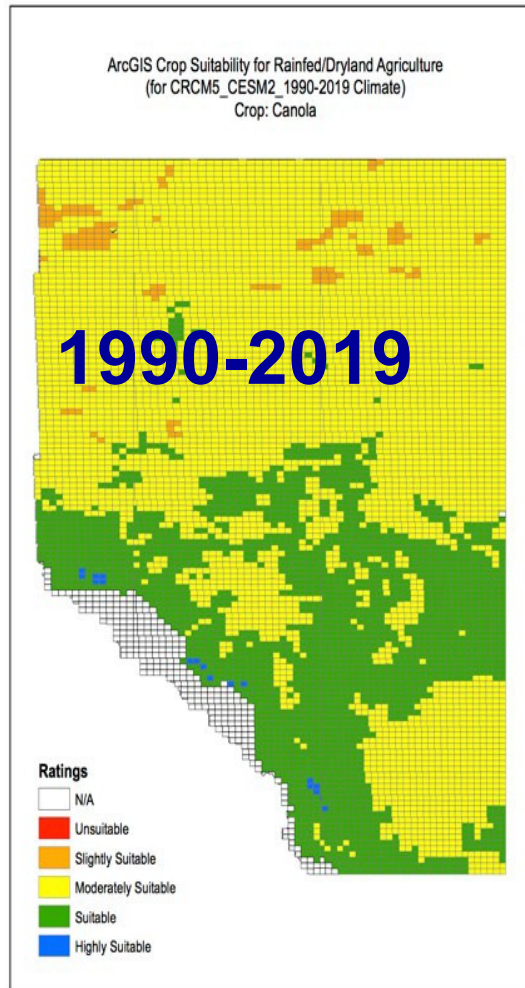 ArcGIS Crop Suitability for Rainfed/Dryland Agriculture
(for CRCM5_CESM2_1990-2019 Climate)
Crop: Canola
1990-2019
Ratings
N/A
Unsuitable
Slightly Suitable
Moderately Suitable
Suitable
Highly Suitable